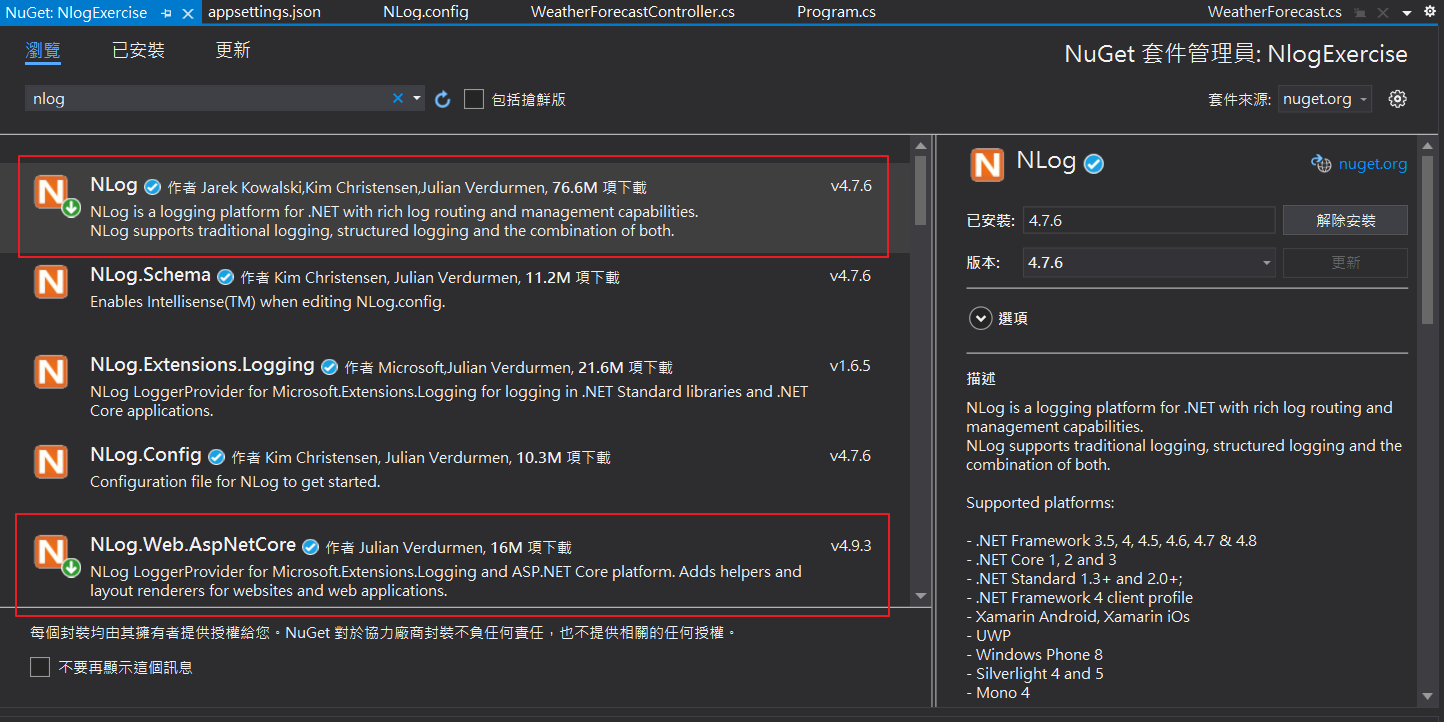 NuGet: NlogExercise
appsettings.json
NLog.config
WeatherForecastController.cs
Program.cs
WeatherForecast.cs
瀏覽
已安裝
更新
NuGet 套件管理員: NlogExercise
nlog
包括搶鮮版
套件來源: nuget.org
N
NLog 作者 Jarek Kowalski,Kim Christensen,Julian Verdurmen, 76.6M 項下載
v4.7.6
NLog is a logging platform for .NET with rich log routing and management capabilities.
NLog supports traditional logging, structured logging and the combination of both.
N
NLog.Schema 作者 Kim Christensen, Julian Verdurmen, 11.2M 項下載
v4.7.6
Enables Intellisense(TM) when editing NLog.config.
N
NLog.Extensions.Logging 作者 Microsoft,Julian Verdurmen, 21.6M 項下載
v1.6.5
NLog LoggerProvider for Microsoft.Extensions.Logging for logging in .NET Standard libraries and .NET
Core applications.
N
NLog.Config 作者 Kim Christensen, Julian Verdurmen, 10.3M 項下載
v4.7.6
Configuration file for NLog to get started.
N
NLog.Web.AspNetCore 作者 Julian Verdurmen, 16M 項下載
v4.9.3
NLog LoggerProvider for Microsoft.Extensions.Logging and ASP.NET Core platform. Adds helpers and
layout renderers for websites and web applications.
每個封裝均由其擁有者提供授權給您。NuGet 對於協力廠商封裝不負任何責任，也不提供相關的任何授權。
不要再顯示這個訊息
N
NLog
nuget.org
已安裝: 4.7.6
解除安裝
版本: 4.7.6
更新
選項
描述
NLog is a logging platform for .NET with rich log routing and
management capabilities.
NLog supports traditional logging, structured logging and the
combination of both.
Supported platforms:
- .NET Framework 3.5, 4, 4.5, 4.6, 4.7 & 4.8
- .NET Core 1, 2 and 3
- .NET Standard 1.3+ and 2.0+;
- .NET Framework 4 client profile
- Xamarin Android, Xamarin iOs
- UWP
- Windows Phone 8
- Silverlight 4 and 5
- Mono 4